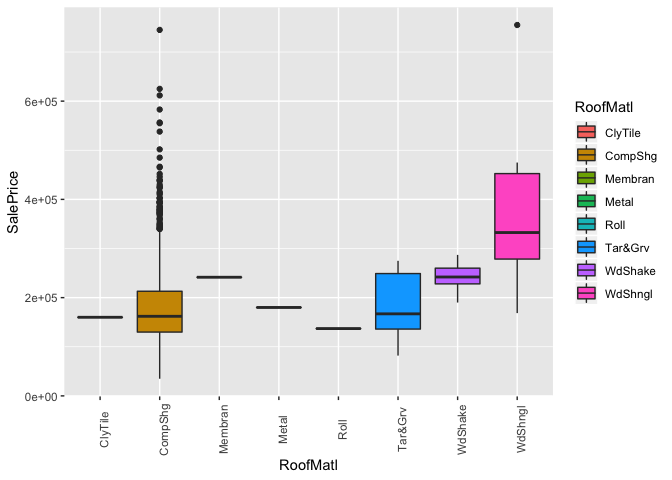 SalePrice
6e+05
4e+05
2e+05
0e+00
ClyTile
CompShg
Membran
Metal
Roll
Tar&Grv
WdShake
WdShngl
RoofMatl
RoofMatl
ClyTile
CompShg
Membran
Metal
Roll
Tar&Grv
WdShake
WdShngl